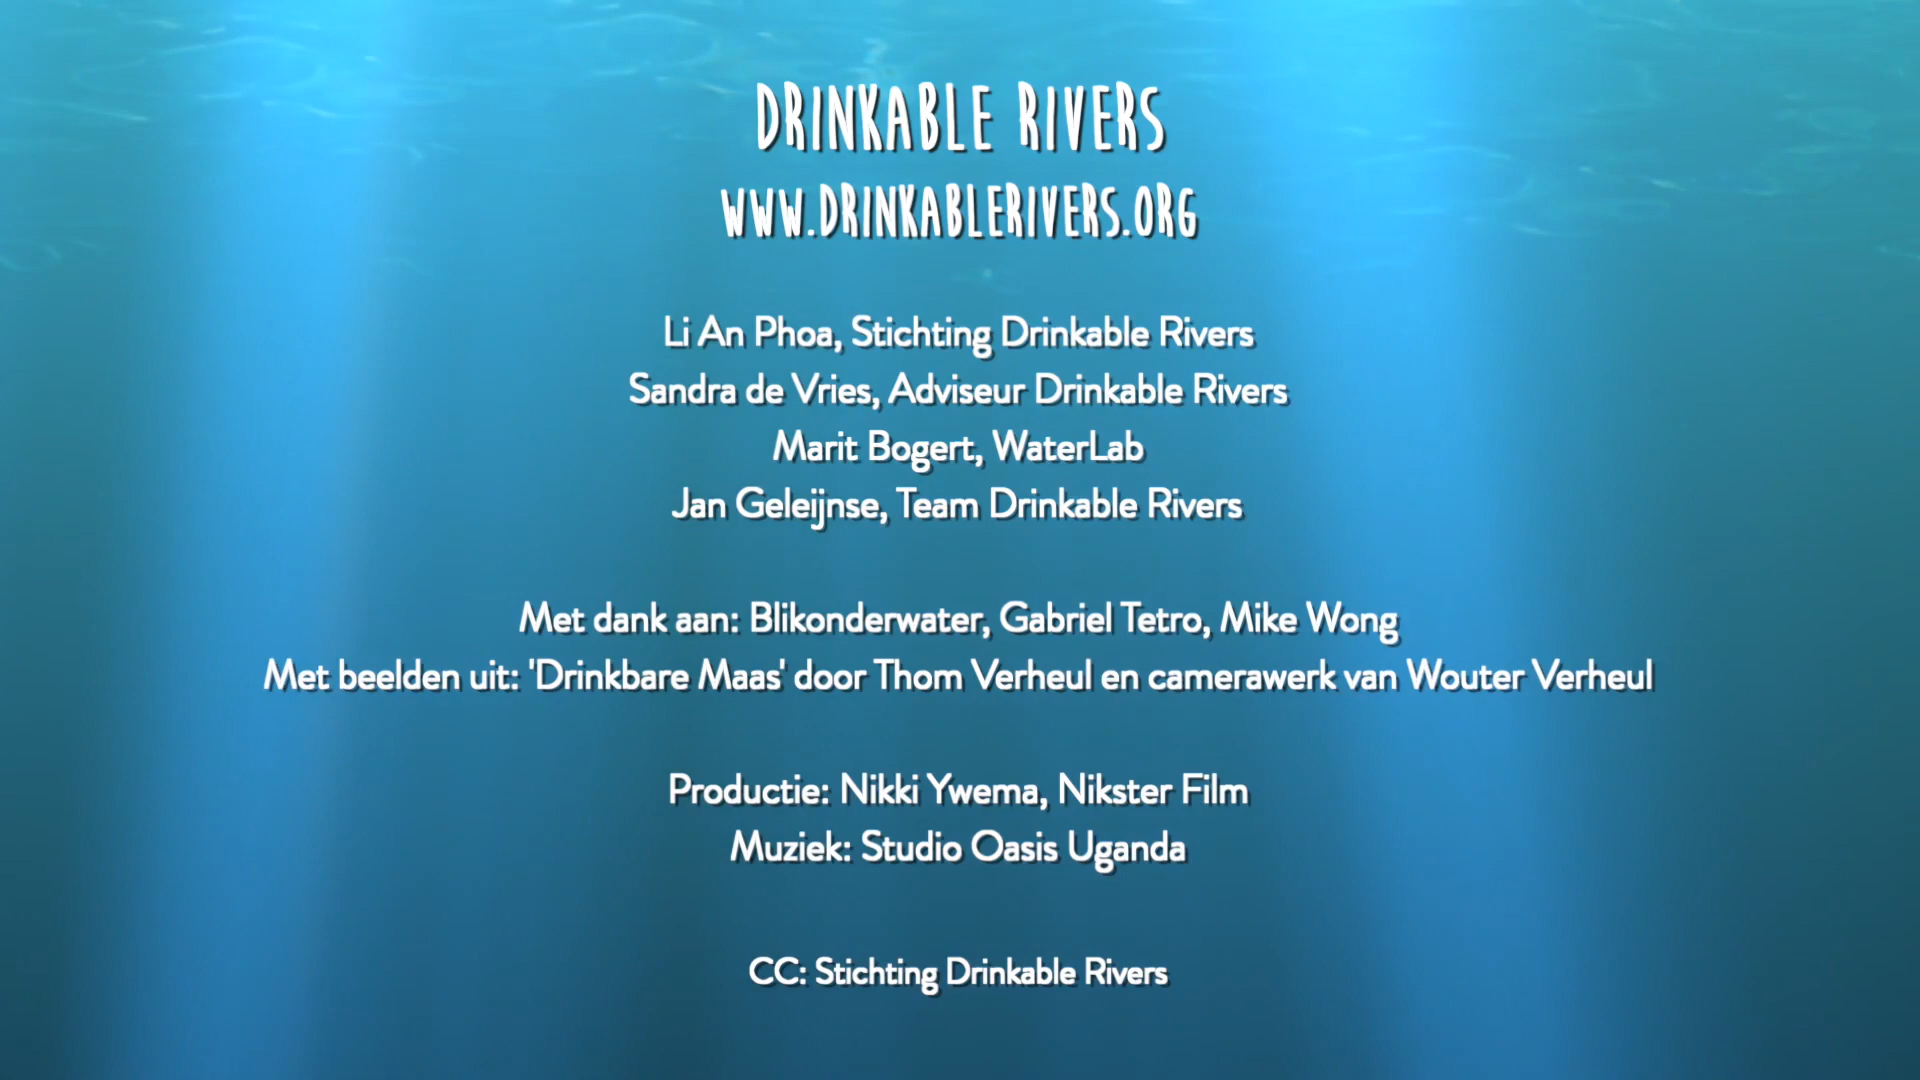 DRINKABLE RIVERS
WWW.DRINKABLERIVERS.ORG
Li An Phoa, Stichting Drinkable Rivers
Sandra de Vries, Adviseur Drinkable Rivers
Marit Bogert, WaterLab
Jan Geleijnse, Team Drinkable Rivers
Met dank aan: Blikonderwater, Gabriel Tetro, Mike Wong
Met beelden uit: 'Drinkbare Maas' door Thom Verheul en camerawerk van Wouter Verheul
Productie: Nikki Ywema, Nikster Film
Muziek: Studio Oasis Uganda
CC: Stichting Drinkable Rivers